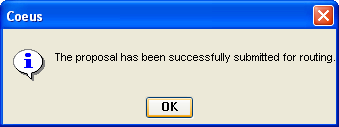 Coeus
The proposal has been successfully submitted for routing.
OK